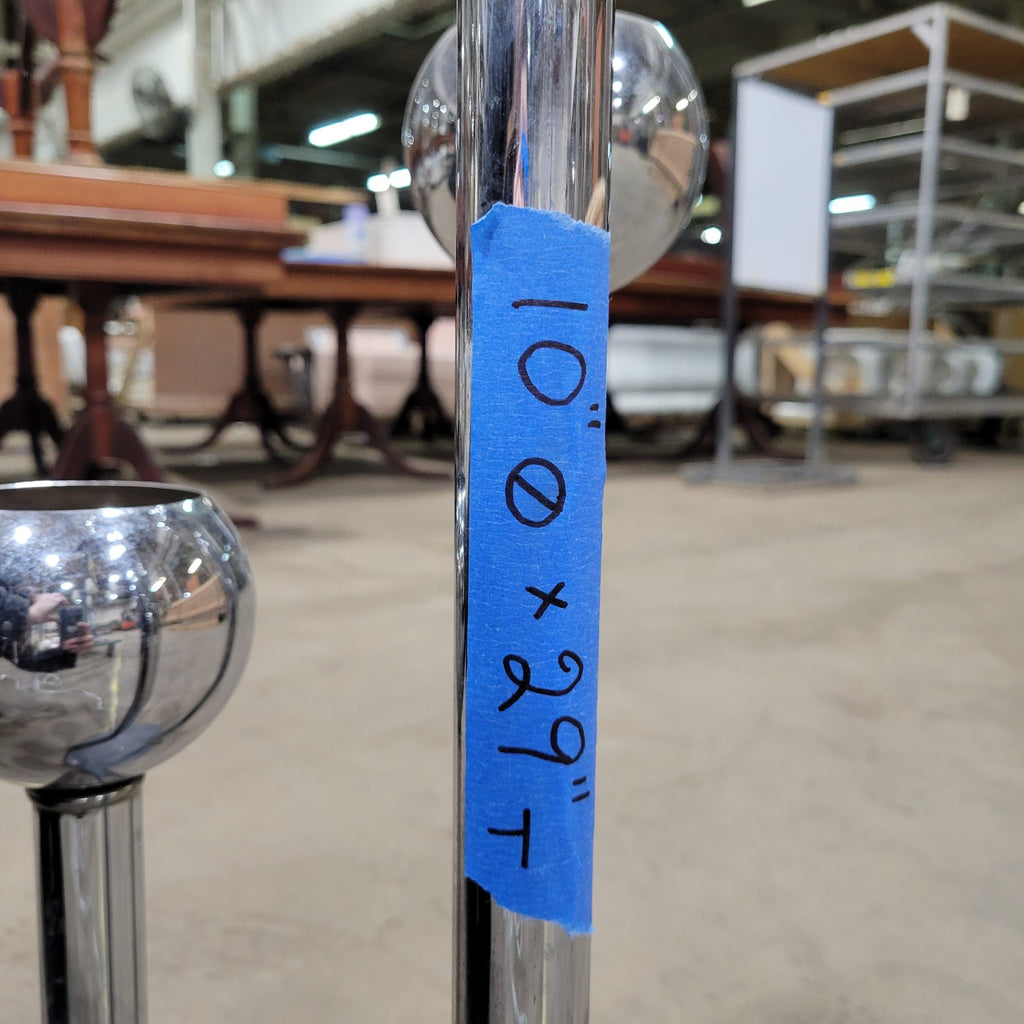 10" ∅ × 29" T